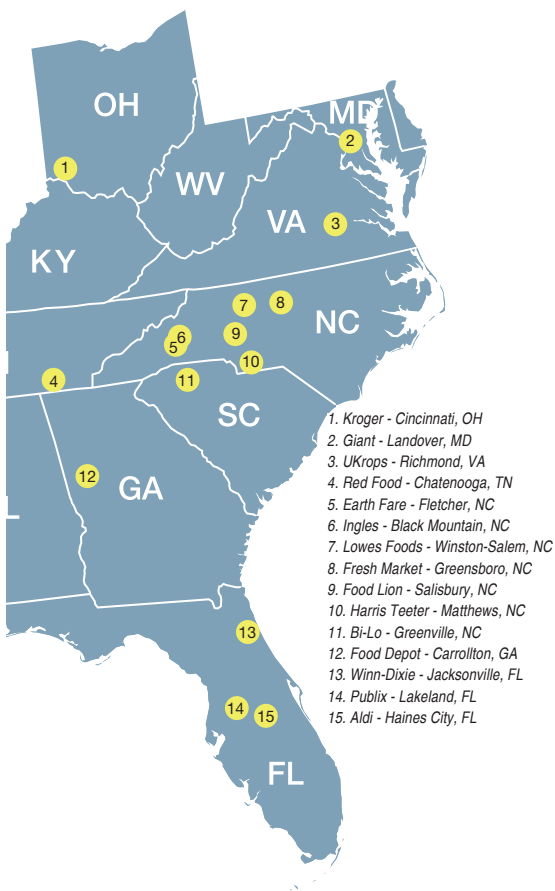 OH
MD
1
2
WV
VA
3
KY
7
8
NC
6
5
9
10
4
11
SC
12
GA
L
1. Kroger - Cincinnati, OH
2. Giant - Landover, MD
3. UKrops - Richmond, VA
4. Red Food - Chatenooga, TN
5. Earth Fare - Fletcher, NC
6. Ingles - Black Mountain, NC
7. Lowes Foods - Winston-Salem, NC
8. Fresh Market - Greensboro, NC
9. Food Lion - Salisbury, NC
10. Harris Teeter - Matthews, NC
11. Bi-Lo - Greenville, NC
12. Food Depot - Carrollton, GA
13. Winn-Dixie - Jacksonville, FL
14. Publix - Lakeland, FL
15. Aldi - Haines City, FL
13
14
15
FL